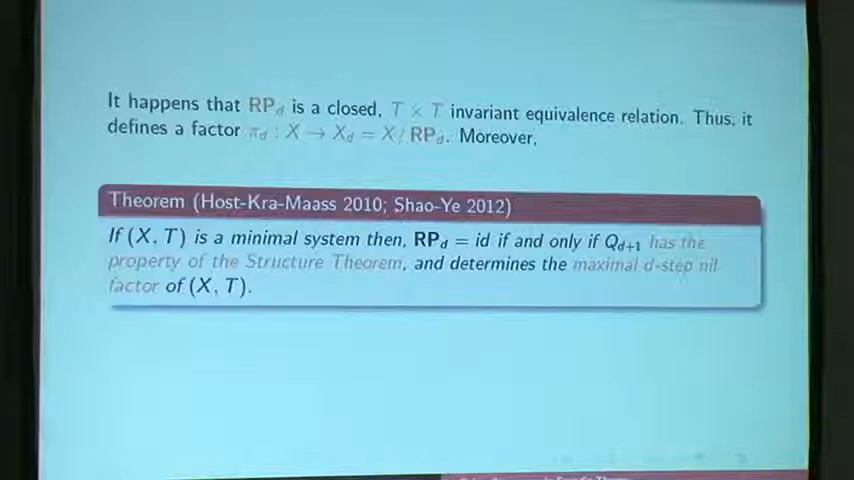 It happens that RP_d is a closed, T × T invariant equivalence relation. Thus, it
defines a factor π_d : X → X_d = X/RP_d. Moreover,
Theorem (Host-Kra-Maass 2010; Shao-Ye 2012)
If (X, T) is a minimal system then, RP_d = id if and only if Q_{d+1} has the
property of the Structure Theorem, and determines the maximal d-step nil
factor of (X, T).